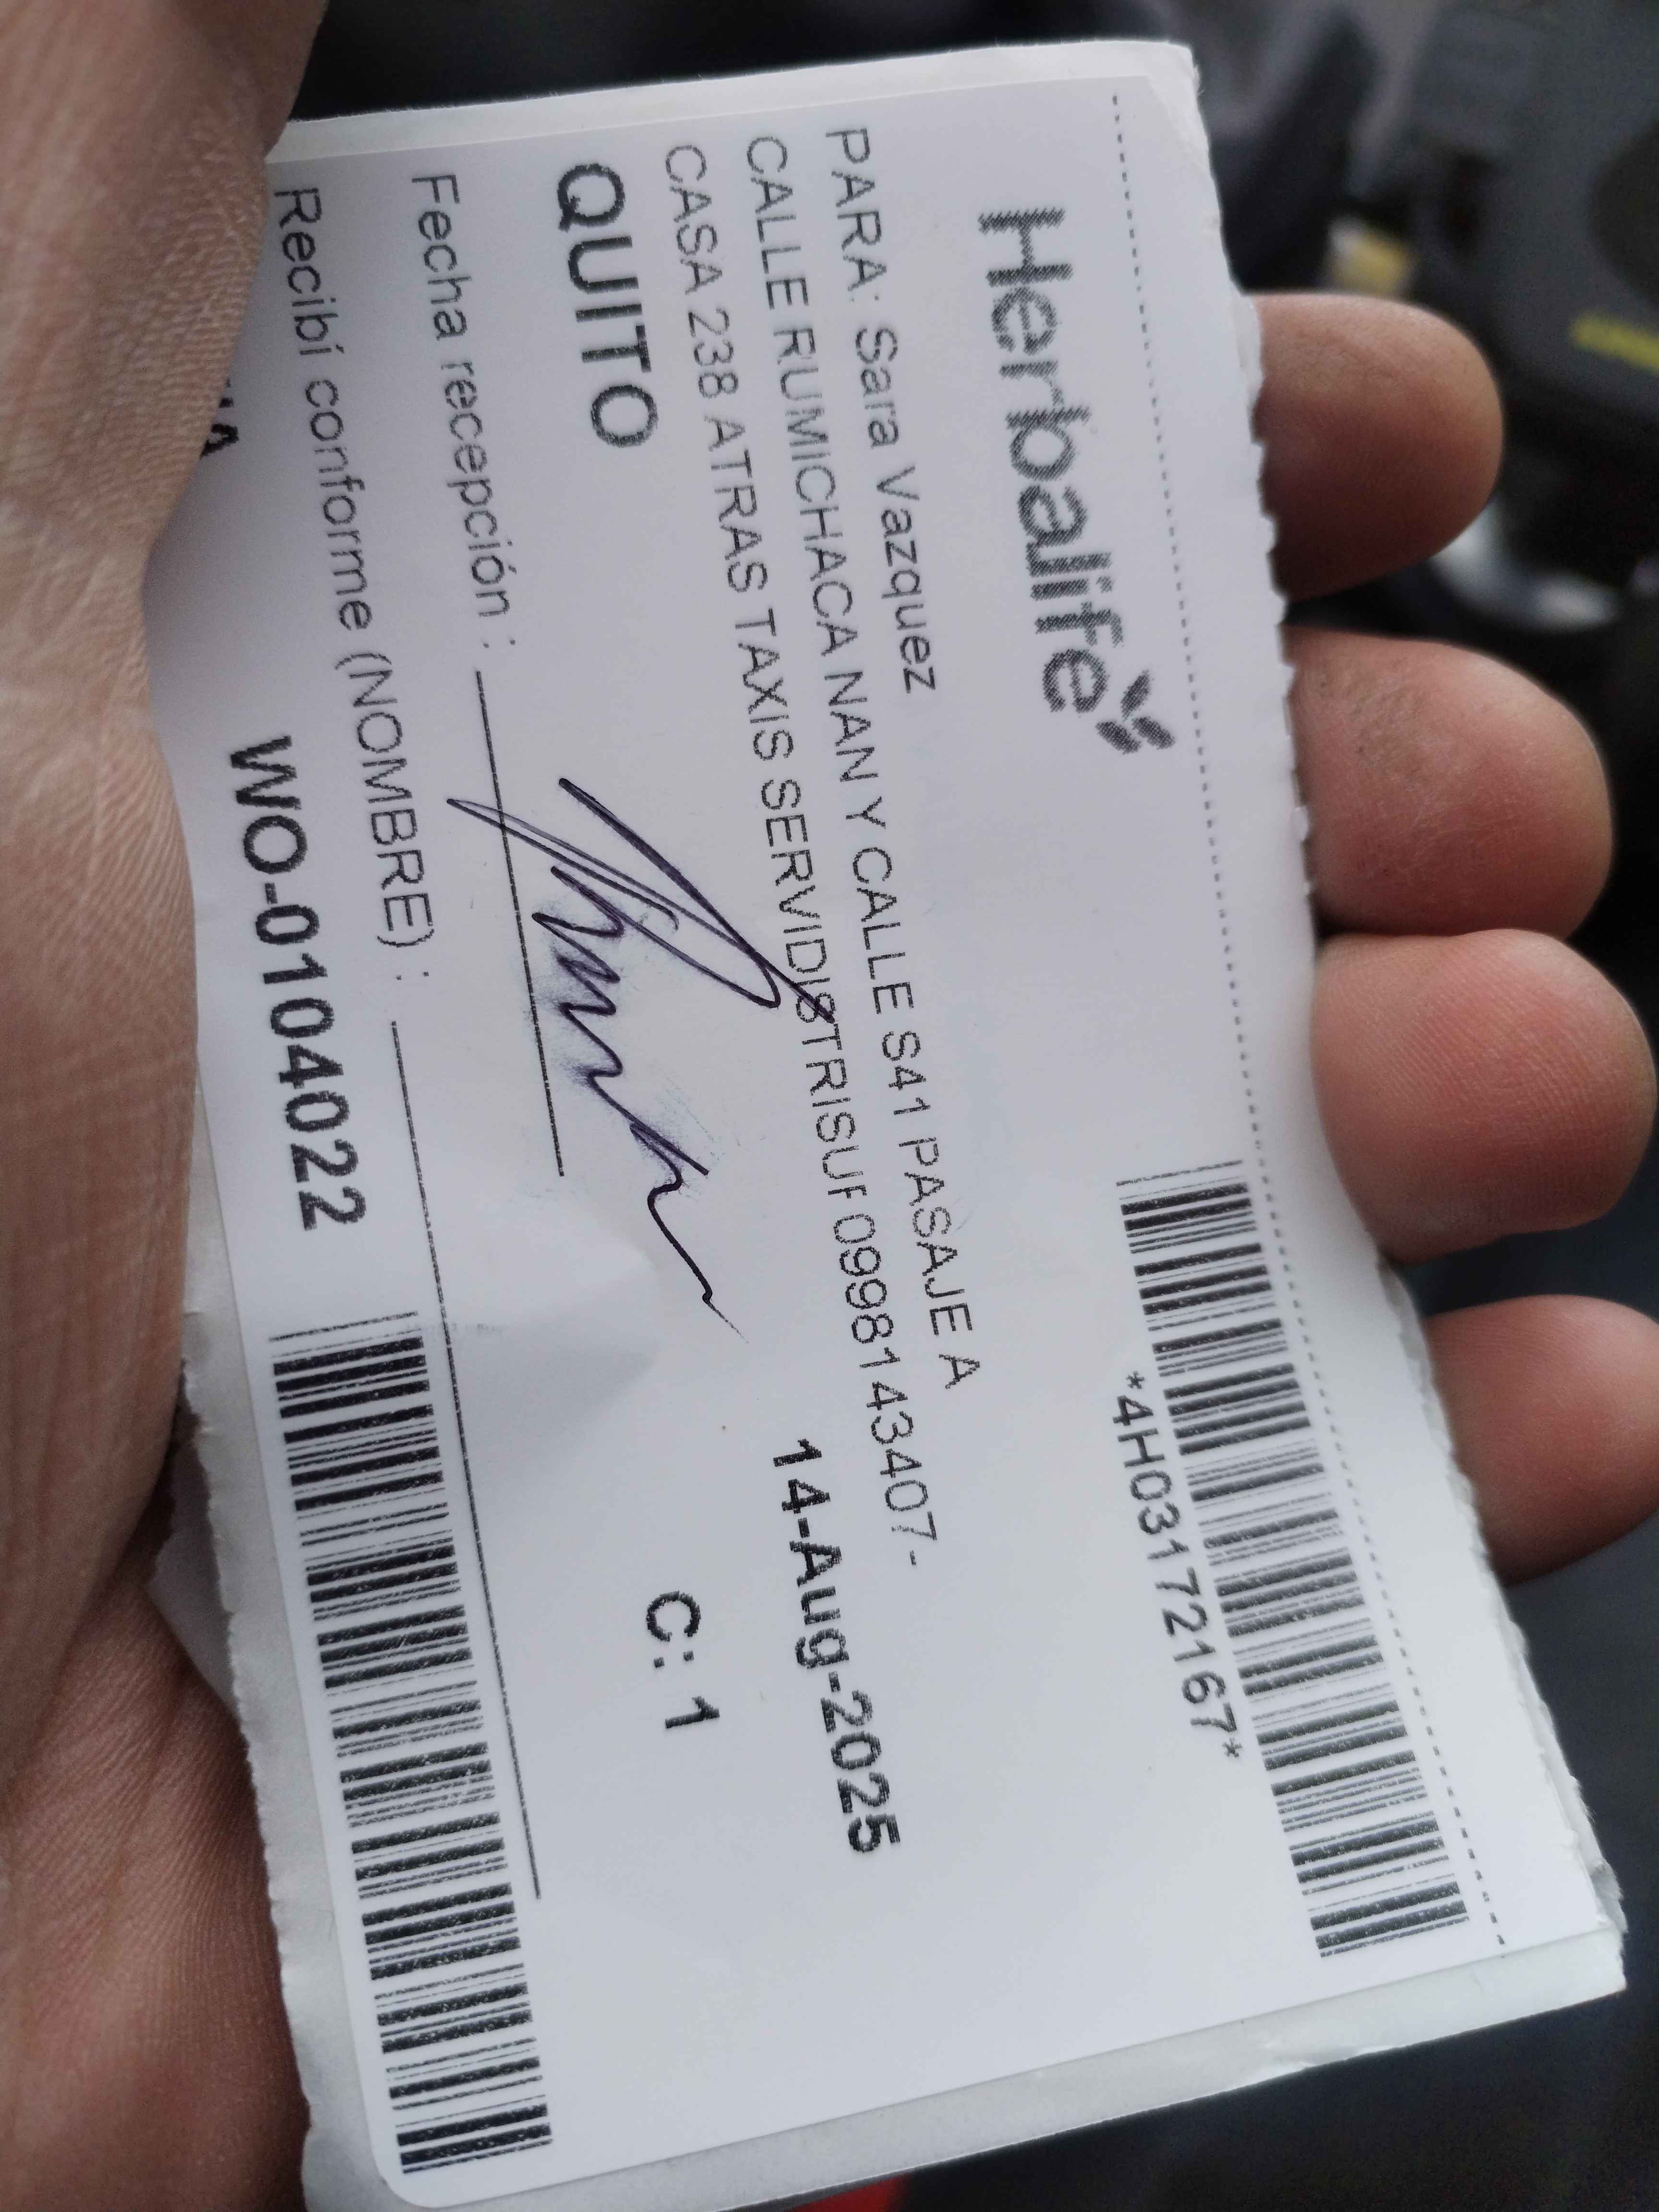 Herbalife
*4H03172167*
PARA: Sara Vazquez
CALLE RUMICHACA NAN Y CALLE S41 PASAJE A
CASA 238 ATRAS TAXIS SERVIDISTRISUF 0998143407-
14-Aug-2025
QUITO
C: 1
Fecha recepción :
Recibí conforme (NOMBRE) :
WO-0104022